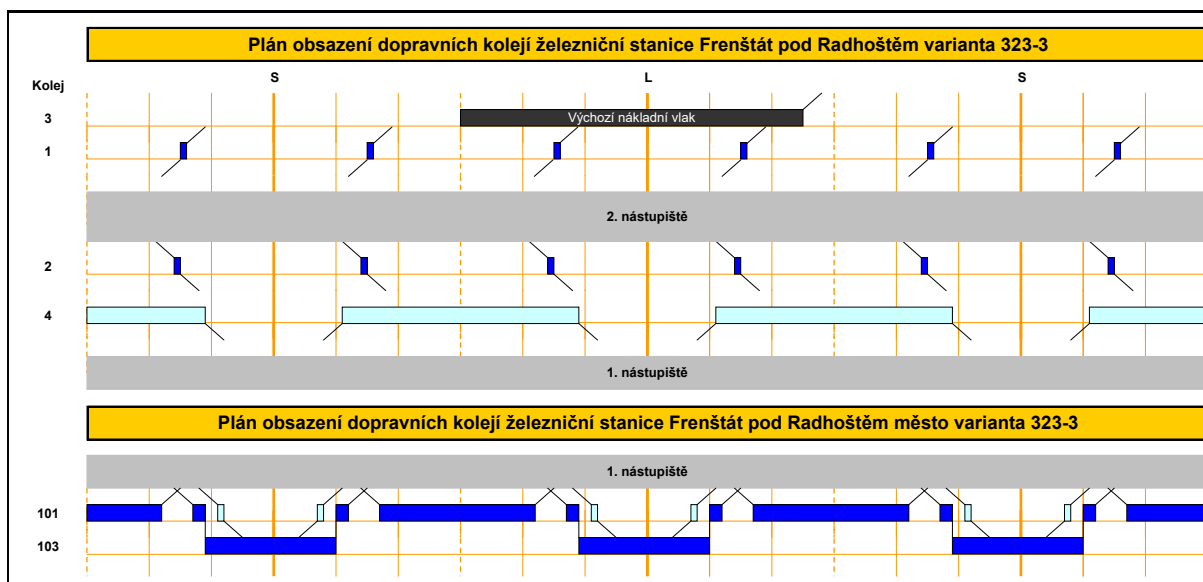 Plán obsazení dopravních kolejí železniční stanice Frenštát pod Radhoštěm varianta 323-3
S L S
Kolej
3 Výchozí nákladní vlak
1
2. nástupiště
2
4
1. nástupiště
Plán obsazení dopravních kolejí železniční stanice Frenštát pod Radhoštěm město varianta 323-3
1. nástupiště
101
103